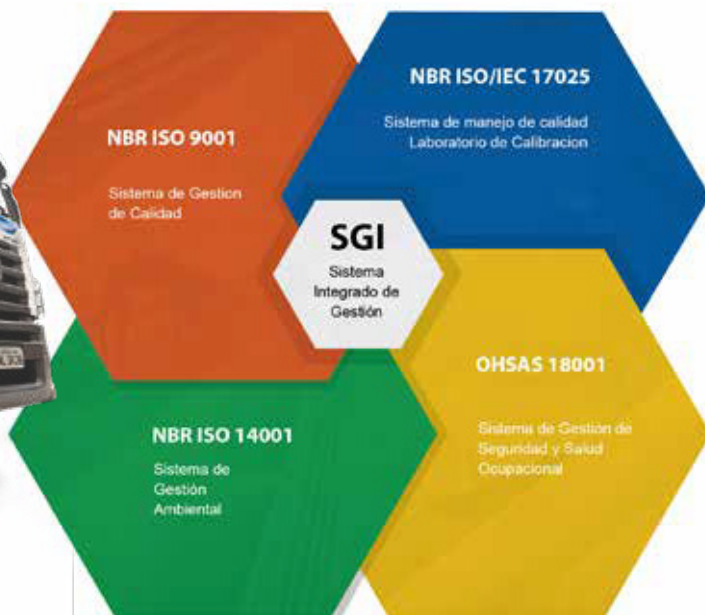 NBR ISO 9001
Sistema de Gestion
de Calidad
NBR ISO/IEC 17025
Sistema de manejo de calidad
Laboratorio de Calibracion
SGI
Sistema
Integrado de
Gestión
NBR ISO 14001
Sistema de
Gestión
Ambiental
OHSAS 18001
Sistema de Gestión de
Seguridad y Salud
Ocupacional